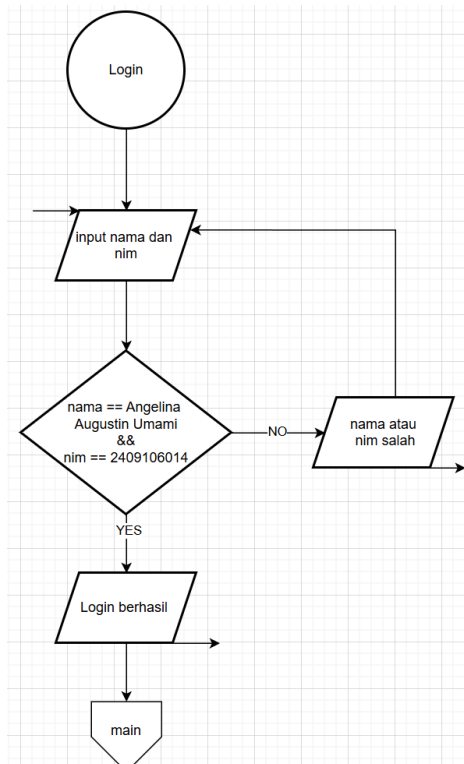 Login
input nama dan
nim
nama == Angelina
Augustin Umami
&&
nim == 2409106014
NO
nama atau
nim salah
YES
Login berhasil
main